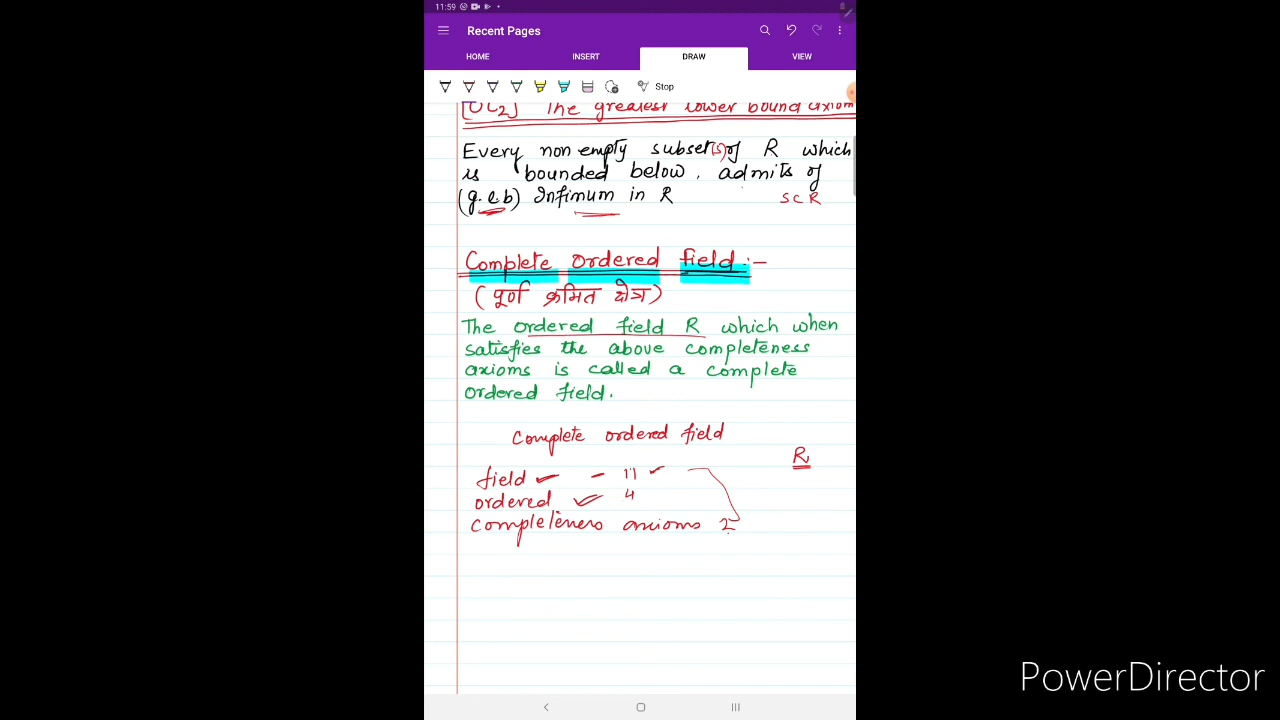 11:59
Recent Pages
HOME INSERT DRAW VIEW
Stop
[OC2] The greatest lower bound axiom
Every non empty subset(s) of R which
is bounded below, admits of
(g.l.b) Infimum in R
S⊂R
Complete ordered field :-
(पूर्ण क्रमित क्षेत्र)
The ordered field R which when
satisfies the above completeness
axioms is called a complete
ordered field.
Complete ordered field
R
field ✓ - 11 ✓
ordered ✓ 4
completeness axioms 2
PowerDirector